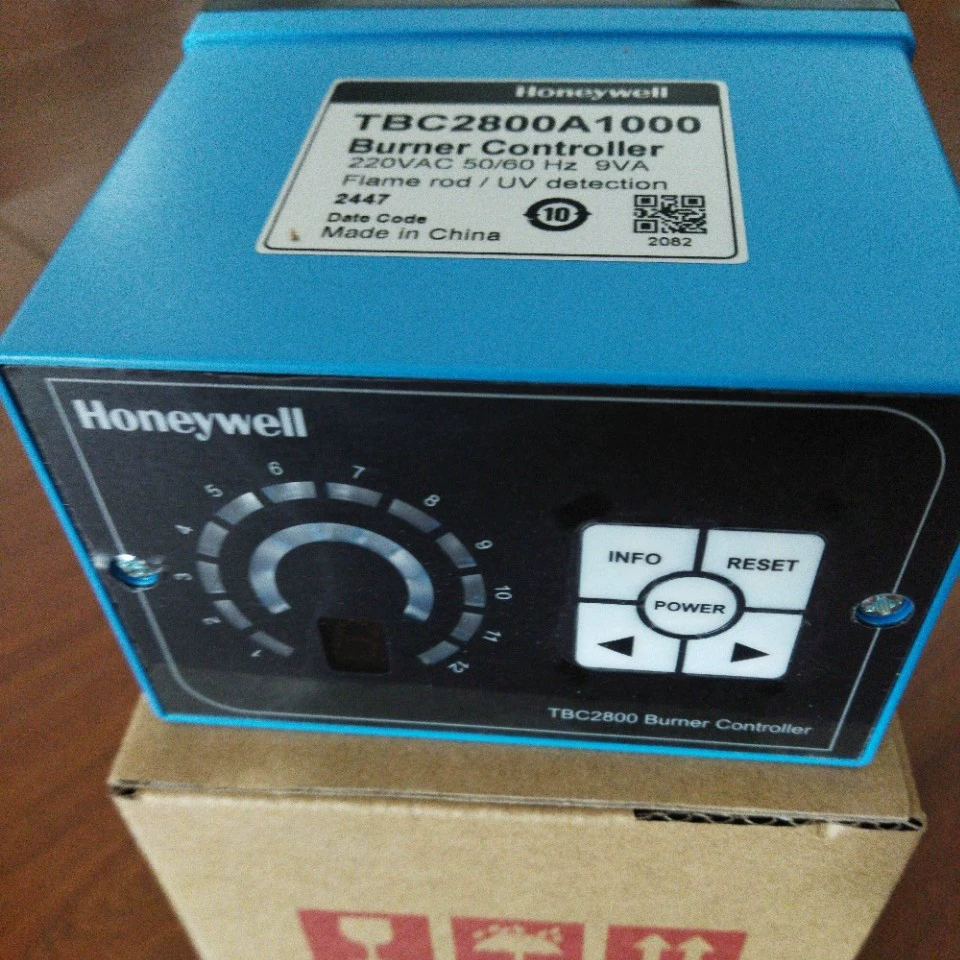 Honeywell
TBC2800A1000
Burner Controller
220VAC 50/60 Hz 9VA
Flame rod / UV detection
2447
Date Code
Made in China
10
2082
Honeywell
1
2
3
4
5
6
7
8
9
10
11
12
INFO
RESET
POWER
TBC2800 Burner Controller